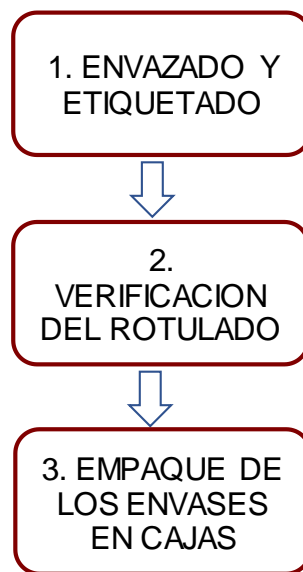 1. ENVAZADO Y
ETIQUETADO
2.
VERIFICACION
DEL ROTULADO
3. EMPAQUE DE
LOS ENVASES
EN CAJAS